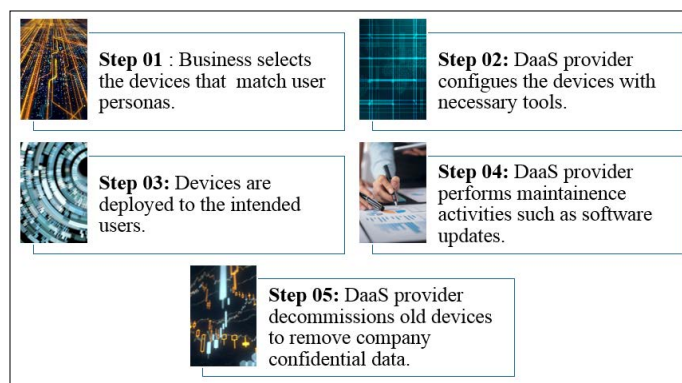 Step 01 : Business selects
the devices that match user
personas.
Step 02: DaaS provider
configues the devices with
necessary tools.
Step 03: Devices are
deployed to the intended
users.
Step 04: DaaS provider
performs maintainence
activities such as software
updates.
Step 05: DaaS provider
decommissions old devices
to remove company
confidential data.